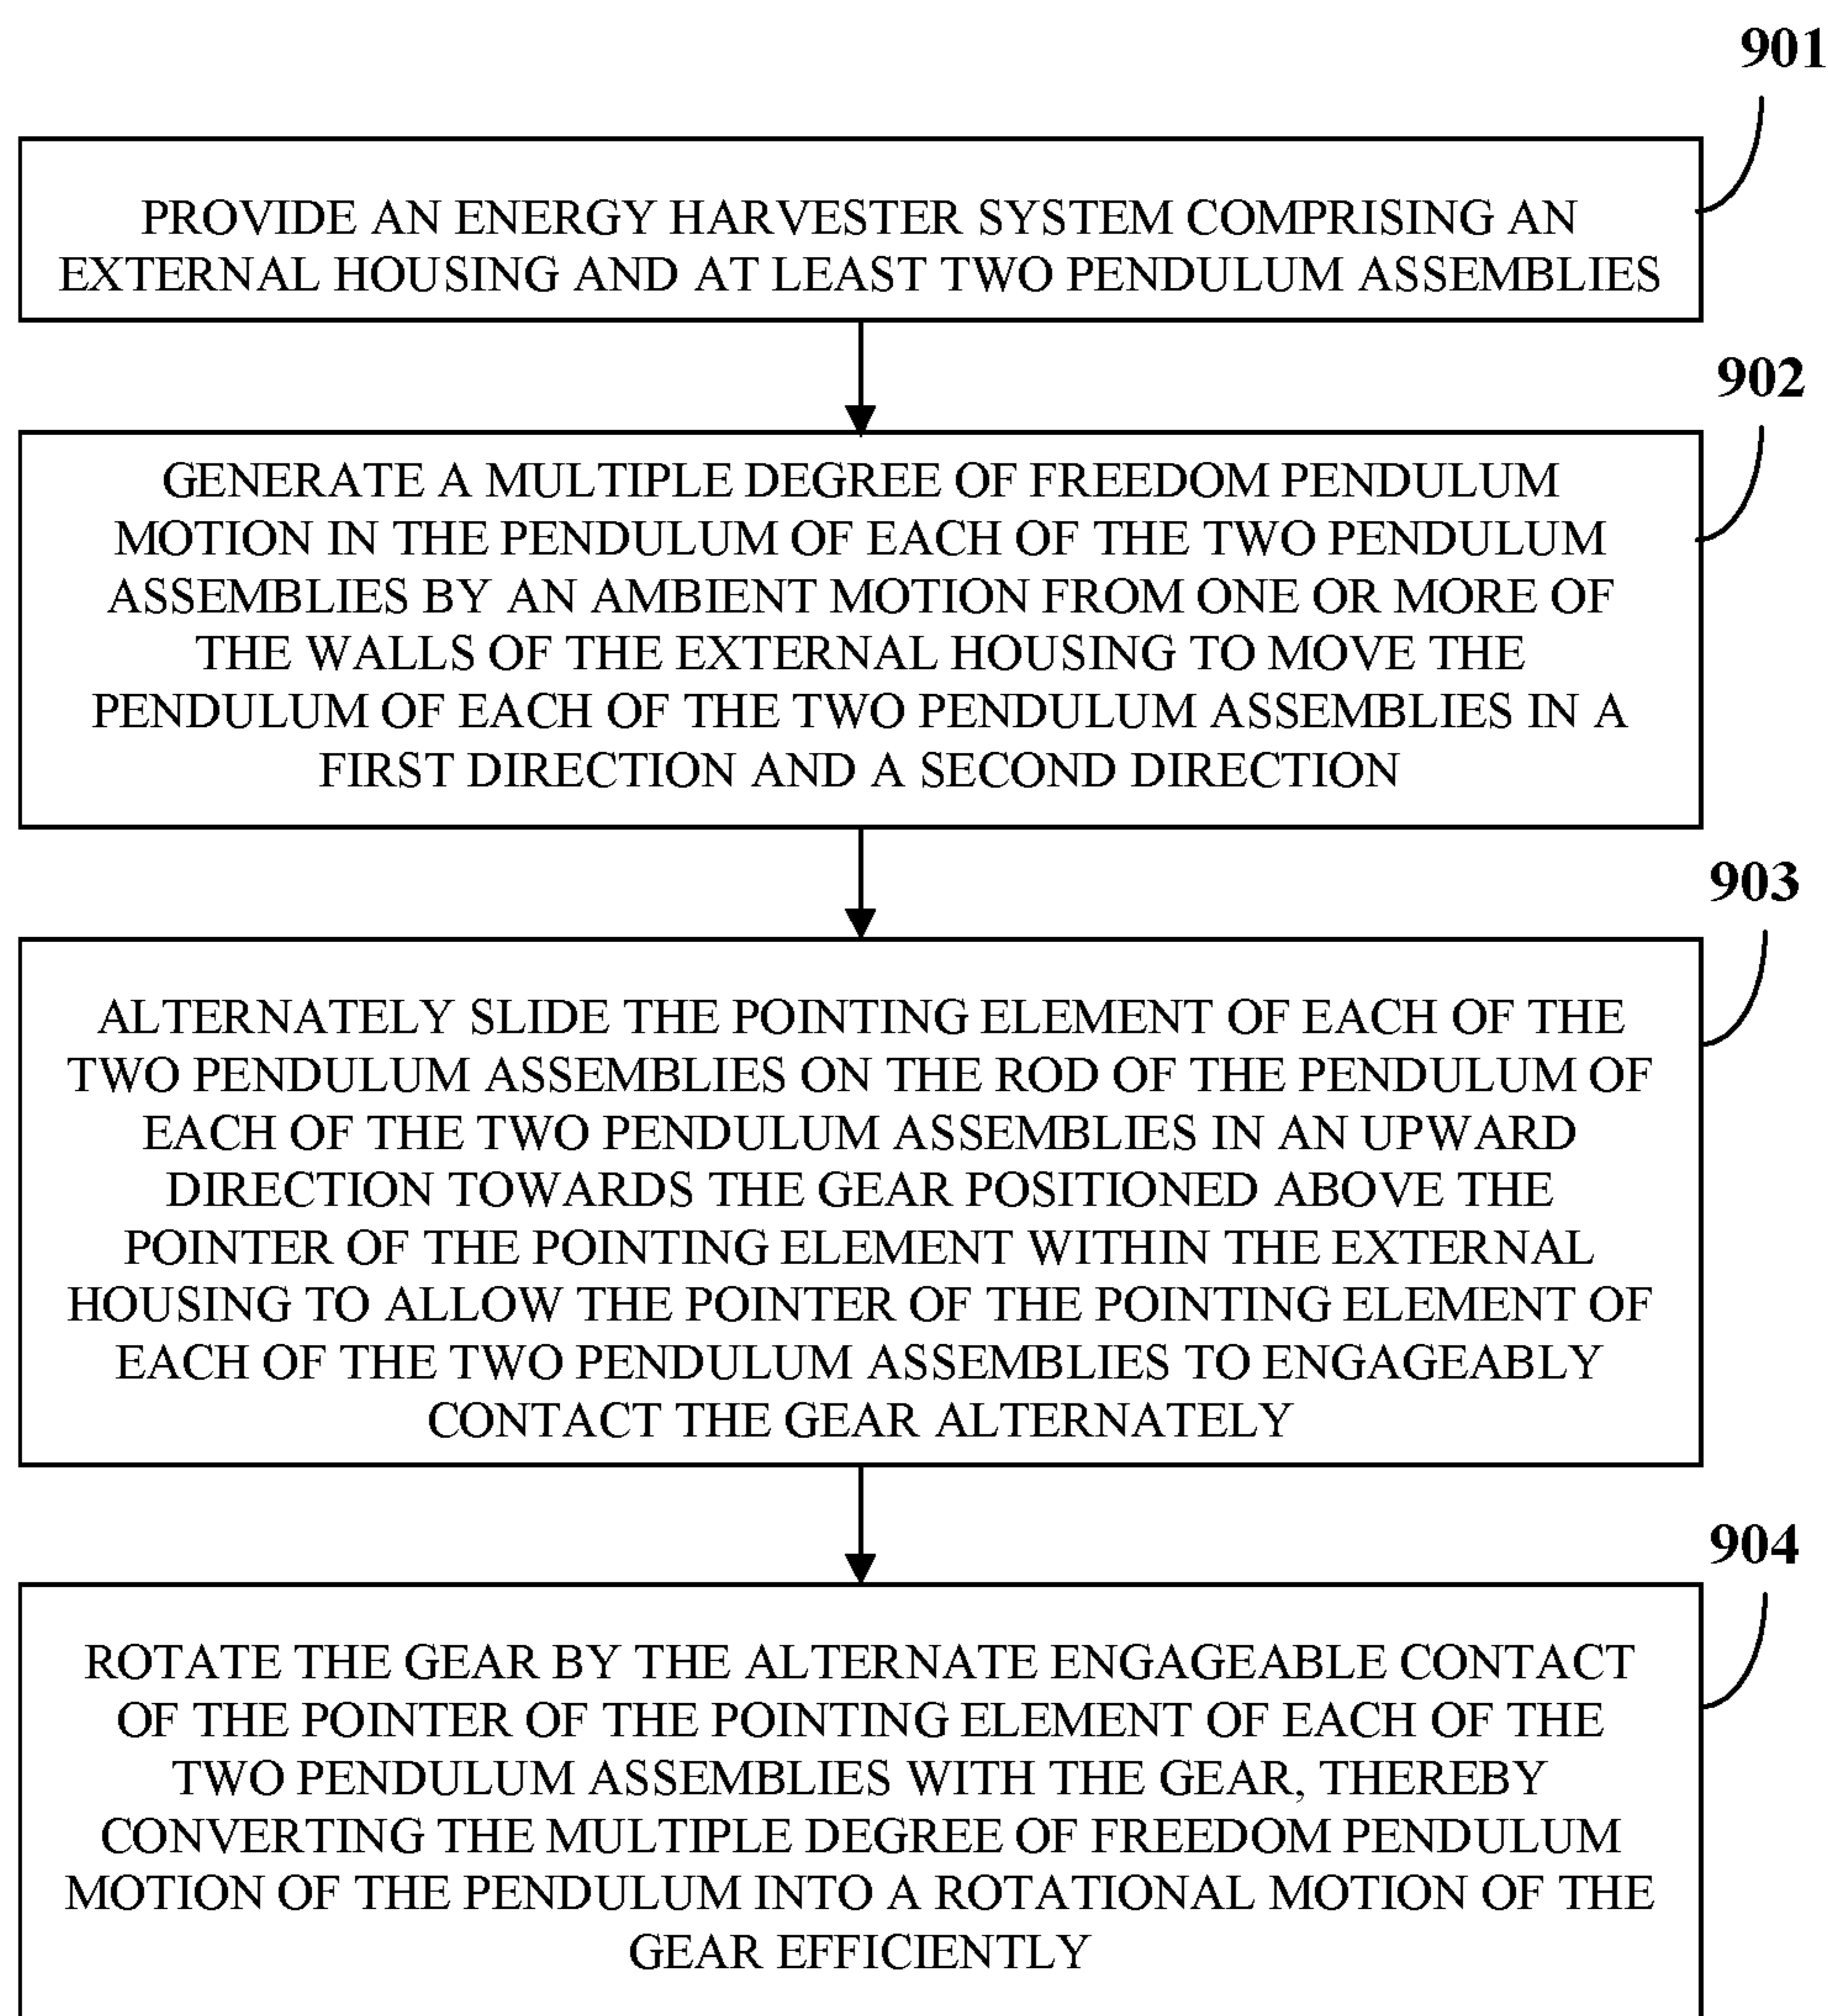 901
PROVIDE AN ENERGY HARVESTER SYSTEM COMPRISING AN
EXTERNAL HOUSING AND AT LEAST TWO PENDULUM ASSEMBLIES
902
GENERATE A MULTIPLE DEGREE OF FREEDOM PENDULUM
MOTION IN THE PENDULUM OF EACH OF THE TWO PENDULUM
ASSEMBLIES BY AN AMBIENT MOTION FROM ONE OR MORE OF
THE WALLS OF THE EXTERNAL HOUSING TO MOVE THE
PENDULUM OF EACH OF THE TWO PENDULUM ASSEMBLIES IN A
FIRST DIRECTION AND A SECOND DIRECTION
903
ALTERNATELY SLIDE THE POINTING ELEMENT OF EACH OF THE
TWO PENDULUM ASSEMBLIES ON THE ROD OF THE PENDULUM OF
EACH OF THE TWO PENDULUM ASSEMBLIES IN AN UPWARD
DIRECTION TOWARDS THE GEAR POSITIONED ABOVE THE
POINTER OF THE POINTING ELEMENT WITHIN THE EXTERNAL
HOUSING TO ALLOW THE POINTER OF THE POINTING ELEMENT OF
EACH OF THE TWO PENDULUM ASSEMBLIES TO ENGAGEABLY
CONTACT THE GEAR ALTERNATELY
904
ROTATE THE GEAR BY THE ALTERNATE ENGAGEABLE CONTACT
OF THE POINTER OF THE POINTING ELEMENT OF EACH OF THE
TWO PENDULUM ASSEMBLIES WITH THE GEAR, THEREBY
CONVERTING THE MULTIPLE DEGREE OF FREEDOM PENDULUM
MOTION OF THE PENDULUM INTO A ROTATIONAL MOTION OF THE
GEAR EFFICIENTLY